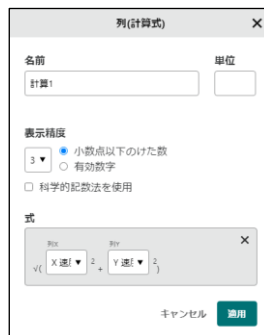 列(計算式) ×
名前 単位
計算1
表示精度
3 ▼ 小数点以下のけた数
有効数字
科学的記数法を使用
式
×
列X 列Y
√( X 速度 ▼ 2 + Y 速度 ▼ 2 )
キャンセル 適用